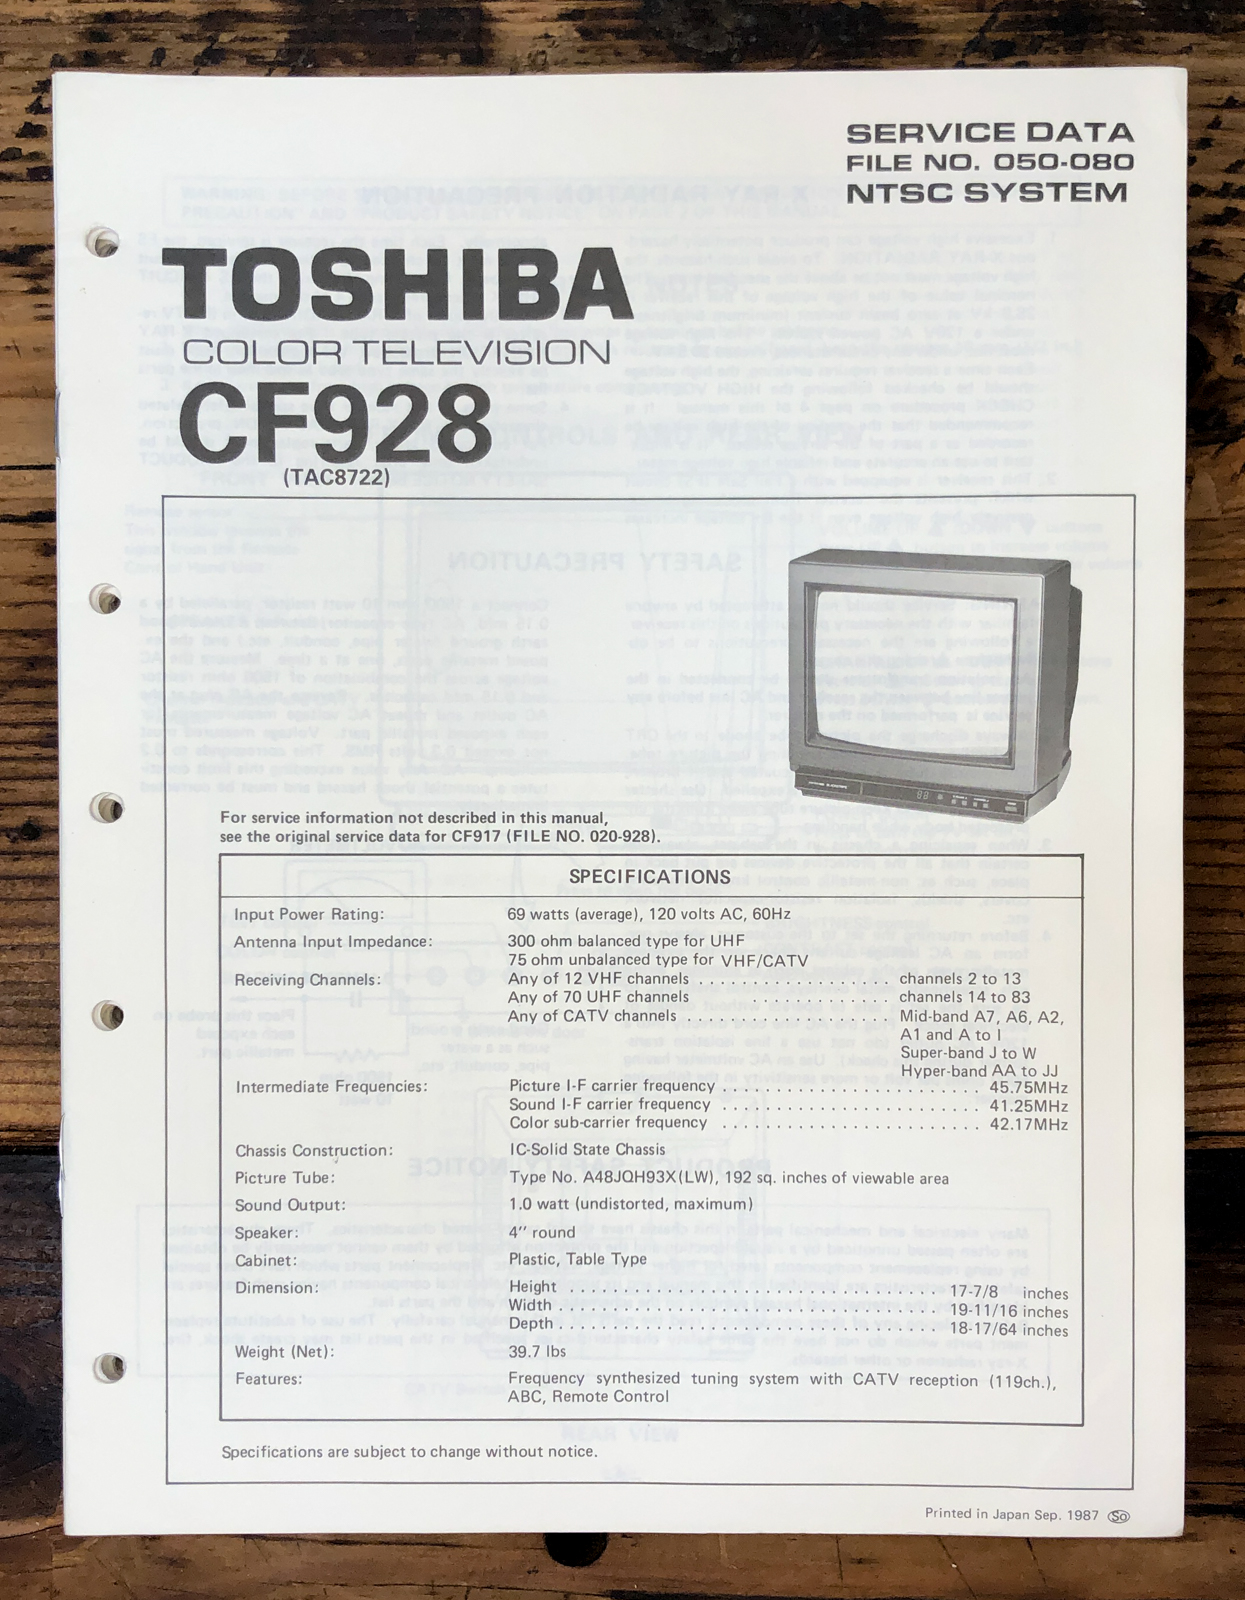 SERVICE DATA
FILE NO. 050-080
NTSC SYSTEM
TOSHIBA
COLOR TELEVISION
CF928
(TAC8722)
For service information not described in this manual,
see the original service data for CF917 (FILE NO. 020-928).
SPECIFICATIONS
Input Power Rating: 69 watts (average), 120 volts AC, 60Hz
Antenna Input Impedance: 300 ohm balanced type for UHF
75 ohm unbalanced type for VHF/CATV
Receiving Channels: Any of 12 VHF channels . . . . . . . . . . . . . . . . . . channels 2 to 13
Any of 70 UHF channels . . . . . . . . . . . . . channels 14 to 83
Any of CATV channels . . . . . . . . . . . . . . . . . . . Mid-band A7, A6, A2,
A1 and A to I
Super-band J to W
Hyper-band AA to JJ
Intermediate Frequencies: Picture I-F carrier frequency . . . . . . . . . . . . . . . . . . . . . . . . 45.75MHz
Sound I-F carrier frequency . . . . . . . . . . . . . . . . . . . . . . . . 41.25MHz
Color sub-carrier frequency . . . . . . . . . . . . . . . . . . . . . . . . 42.17MHz
Chassis Construction: IC-Solid State Chassis
Picture Tube: Type No. A48JQH93X(LW), 192 sq. inches of viewable area
Sound Output: 1.0 watt (undistorted, maximum)
Speaker: 4" round
Cabinet: Plastic, Table Type
Dimension: Height . . . . . . . . . . . . . . . . . . . . . . . . . . . . . . . . . . 17-7/8 inches
Width . . . . . . . . . . . . . . . . . . . . . . . . . . . . . . . . . . . 19-11/16 inches
Depth . . . . . . . . . . . . . . . . . . . . . . . . . . . . . . . . . . . 18-17/64 inches
Weight (Net): 39.7 lbs
Features: Frequency synthesized tuning system with CATV reception (119ch.),
ABC, Remote Control
Specifications are subject to change without notice.
Printed in Japan Sep. 1987 So